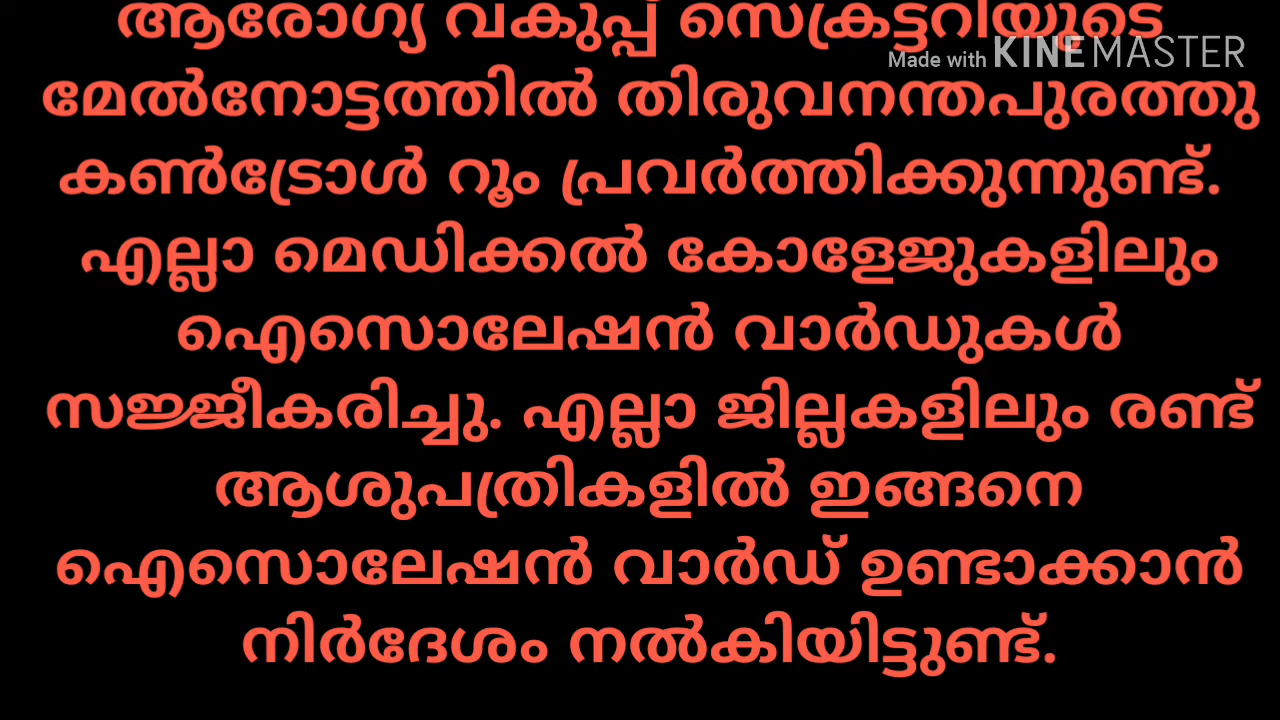 ആരോഗ്യ വകുപ്പ് സെക്രട്ടറിയുടെ
Made with KINEMASTER
മേൽനോട്ടത്തിൽ തിരുവനന്തപുരത്തു
കൺട്രോൾ റൂം പ്രവർത്തിക്കുന്നുണ്ട്.
എല്ലാ മെഡിക്കൽ കോളേജുകളിലും
ഐസൊലേഷൻ വാർഡുകൾ
സജ്ജീകരിച്ചു. എല്ലാ ജില്ലകളിലും രണ്ട്
ആശുപത്രികളിൽ ഇങ്ങനെ
ഐസൊലേഷൻ വാർഡ് ഉണ്ടാക്കാൻ
നിർദേശം നൽകിയിട്ടുണ്ട്.